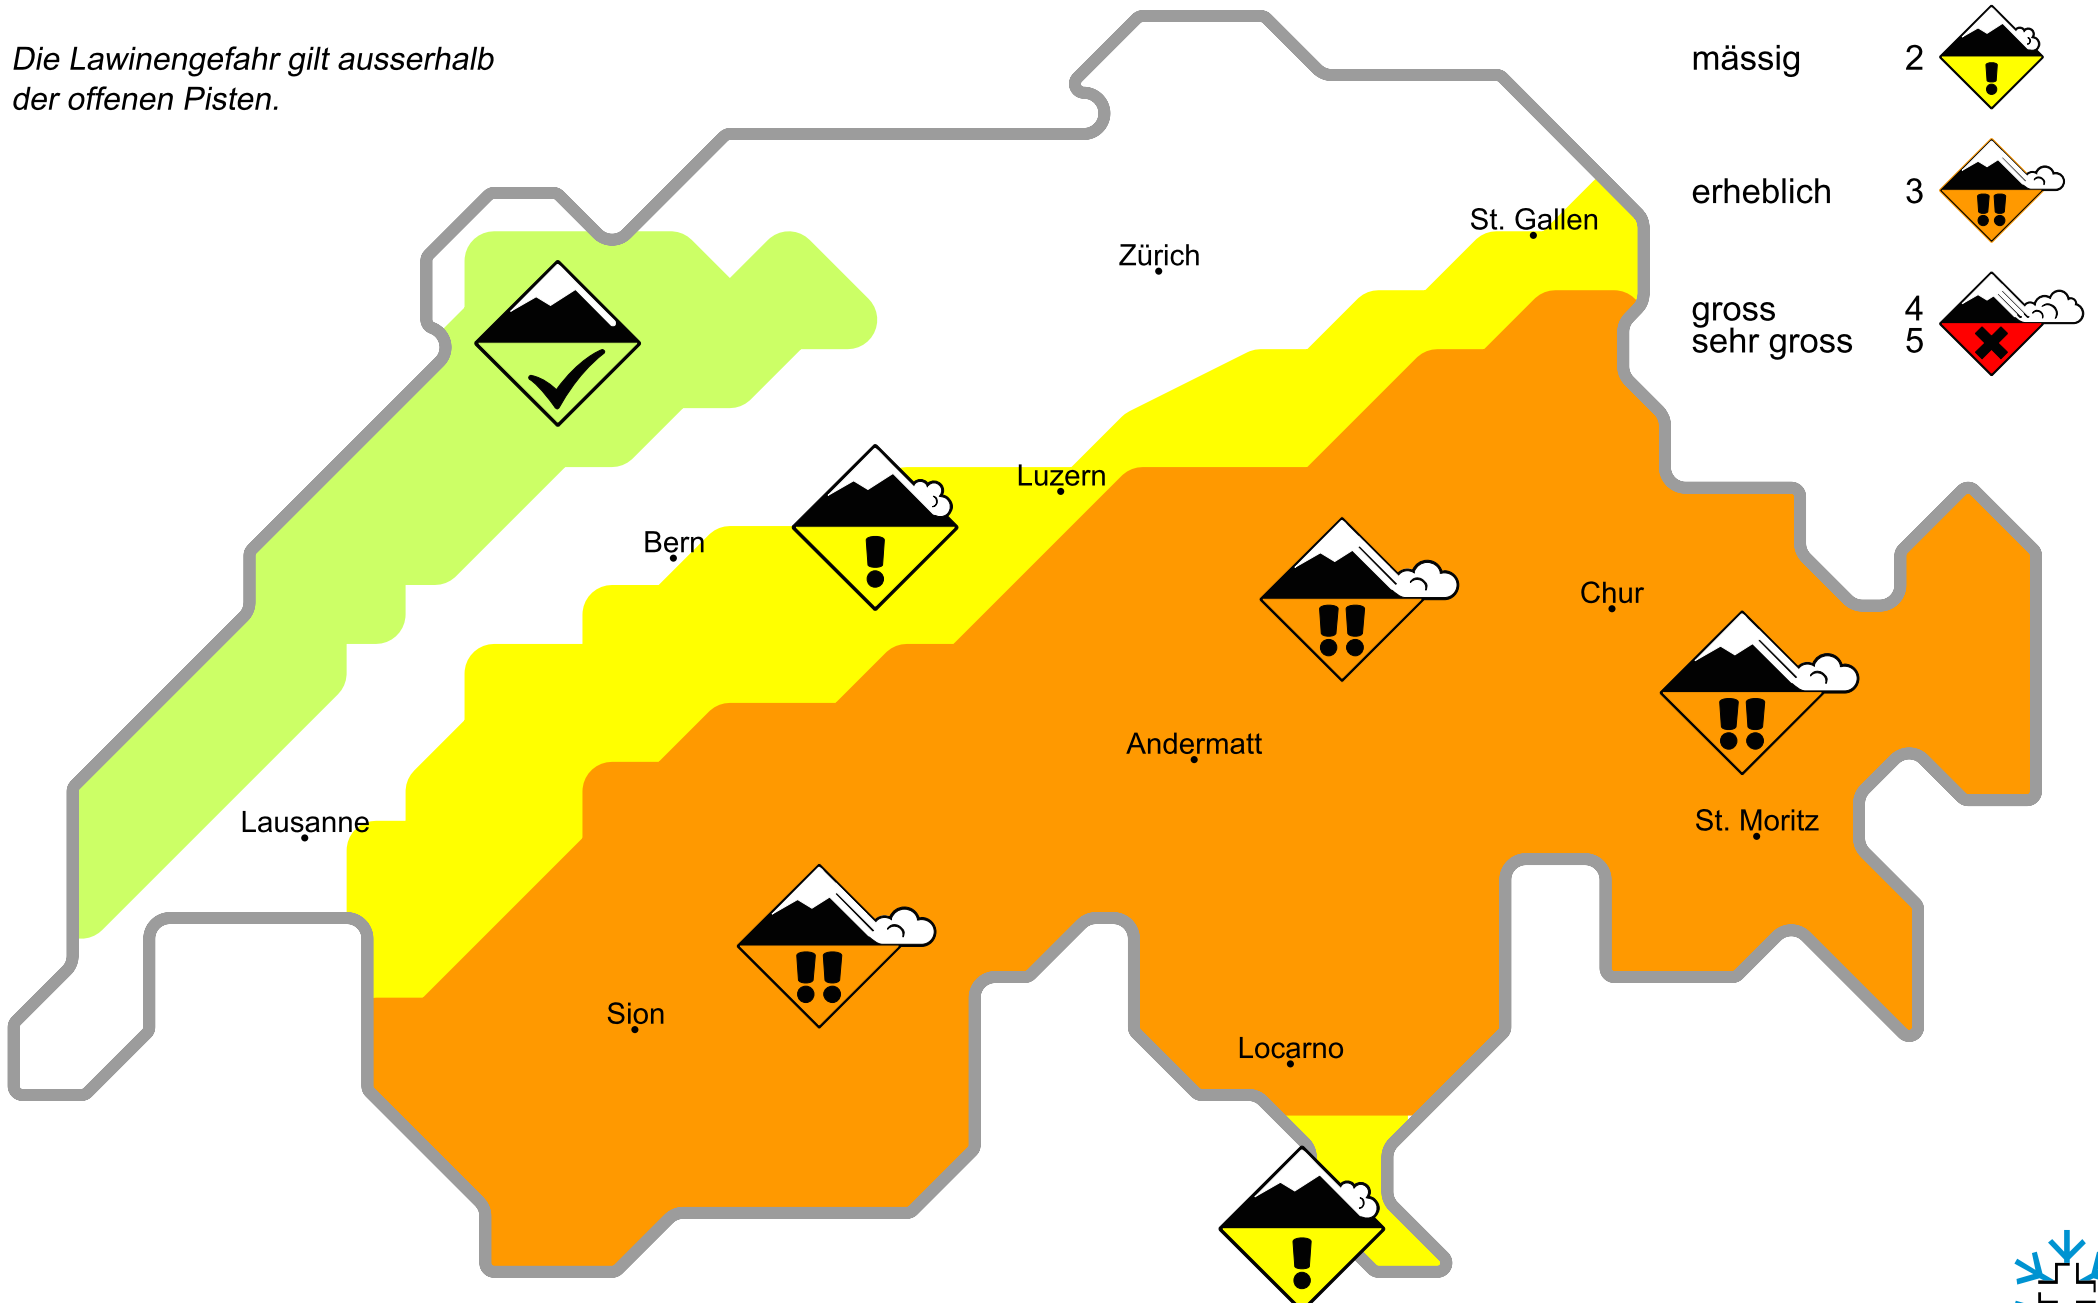 Die Lawinengefahr gilt ausserhalb
der offenen Pisten.
mässig 2
erheblich 3
gross 4
sehr gross 5
St. Gallen
Zürich
Luzern
Bern
Chur
Andermatt
Lausanne
St. Moritz
Sion
Locarno